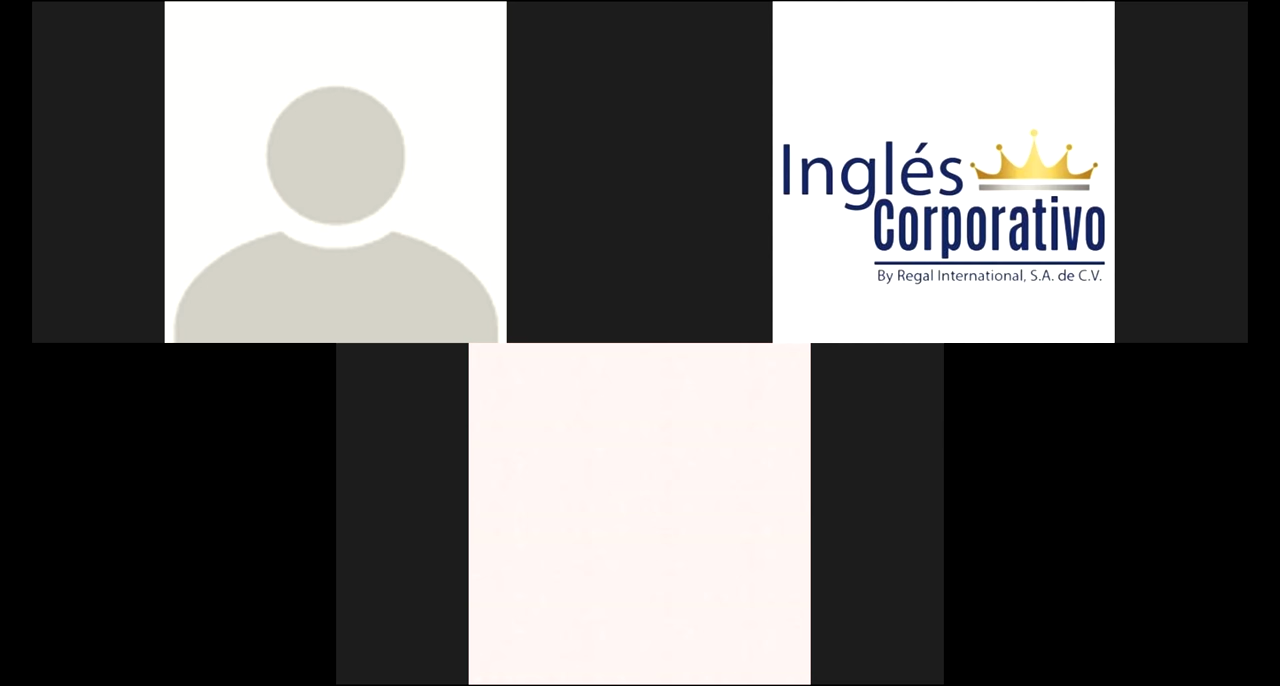 Inglés
Corporativo
By Regal International, S.A. de C.V.